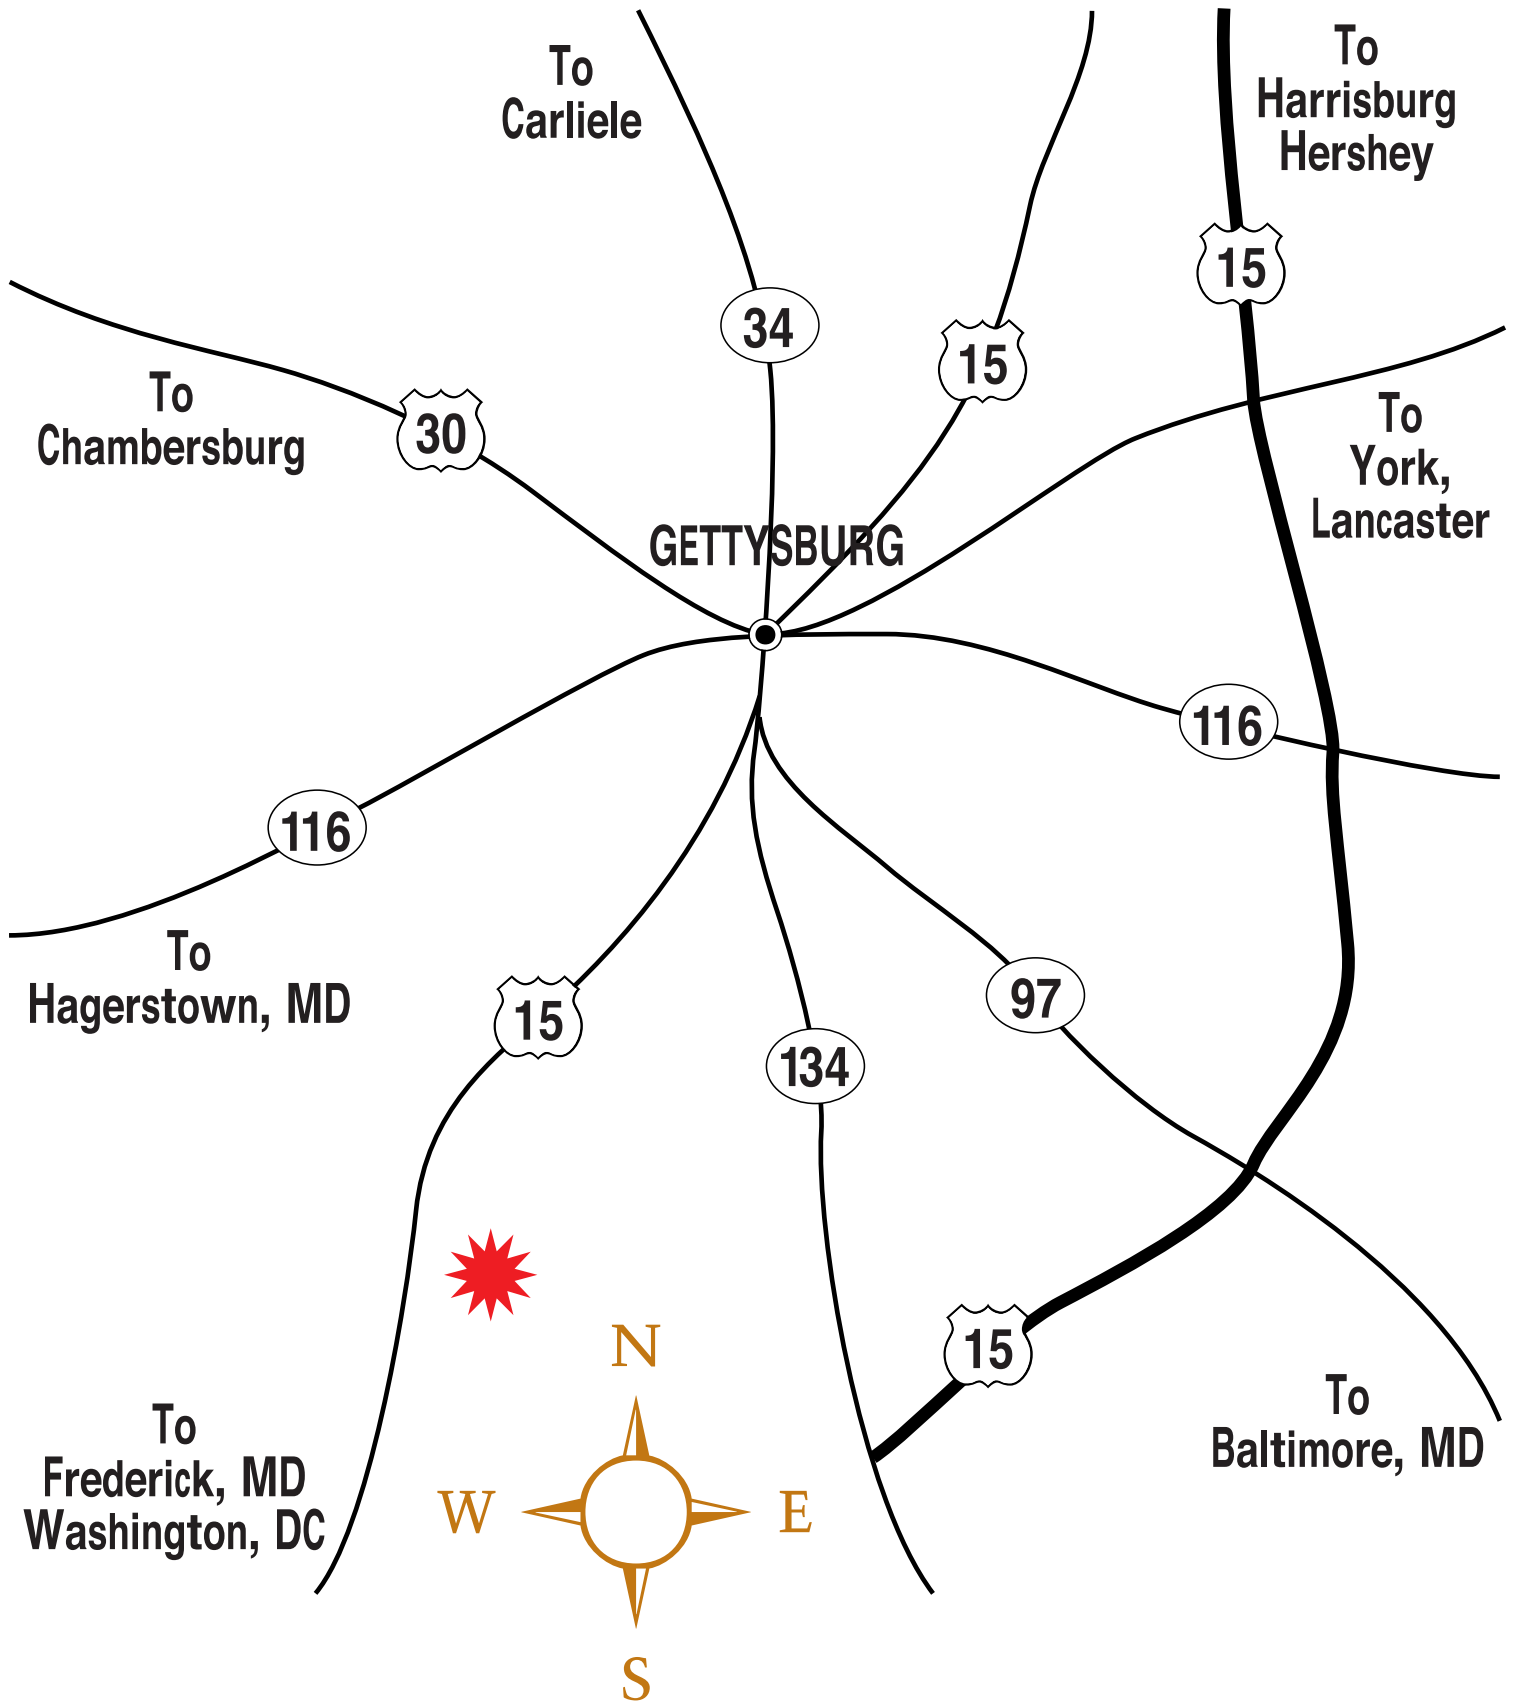 To
Carliele
To
Harrisburg
Hershey
15
34
15
To
Chambersburg
30
To
York,
Lancaster
GETTYSBURG
116
116
To
Hagerstown, MD
15
97
134
N
15
To
Frederick, MD
Washington, DC
W
E
To
Baltimore, MD
S